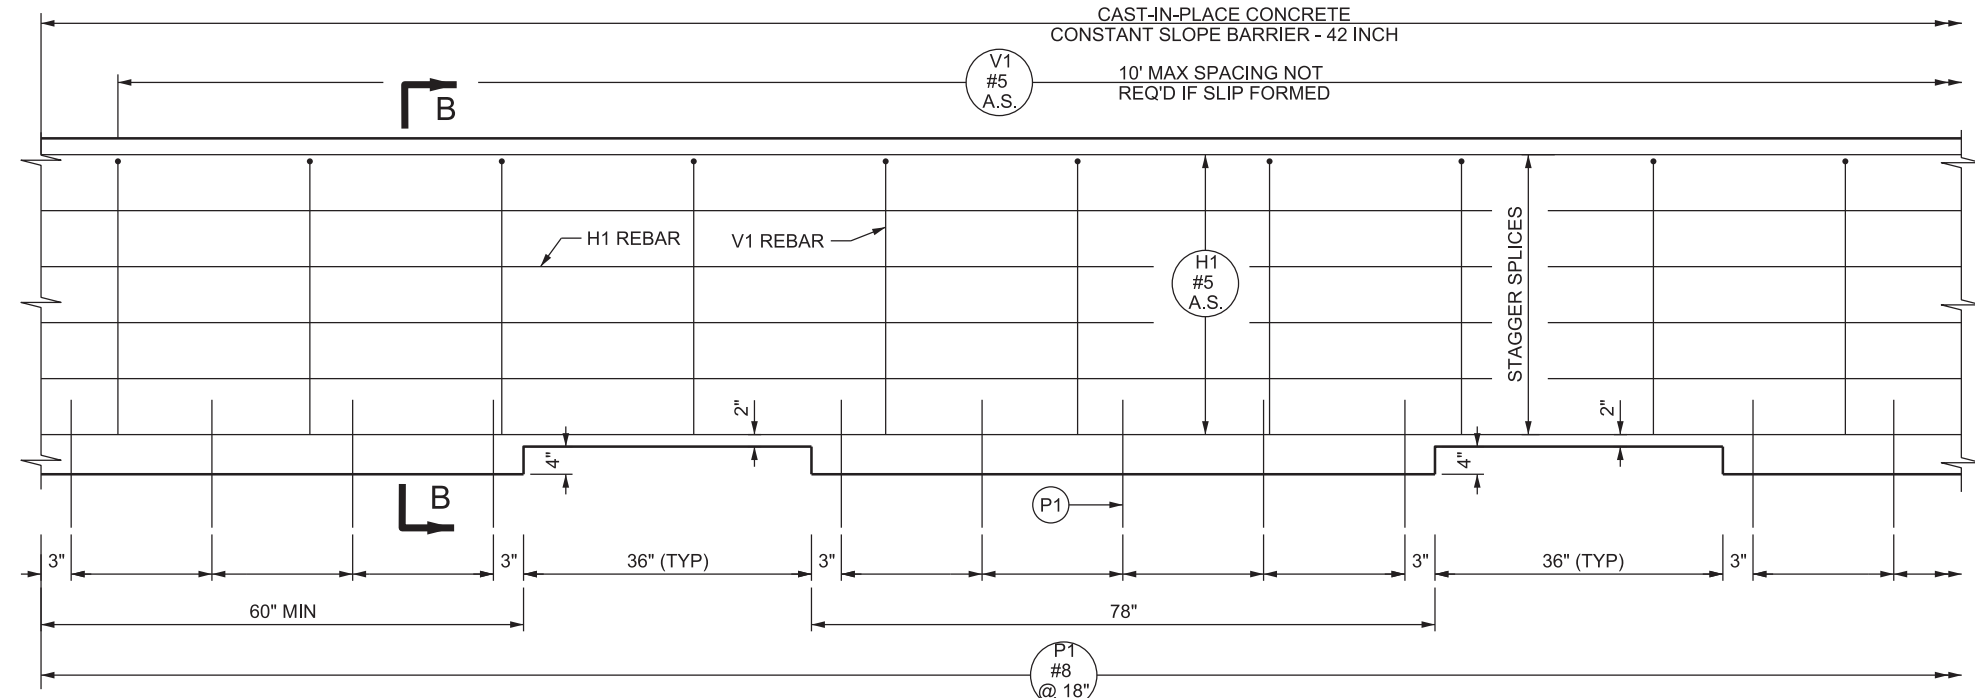 CAST-IN-PLACE CONCRETE
CONSTANT SLOPE BARRIER - 42 INCH
V1
#5
A.S.
10' MAX SPACING NOT
REQ'D IF SLIP FORMED
B
H1 REBAR
V1 REBAR
H1
#5
A.S.
STAGGER SPLICES
2"
4"
2"
4"
B
P1
3"
3"
36" (TYP)
3"
3"
36" (TYP)
3"
60" MIN
78"
P1
#8
@ 18"